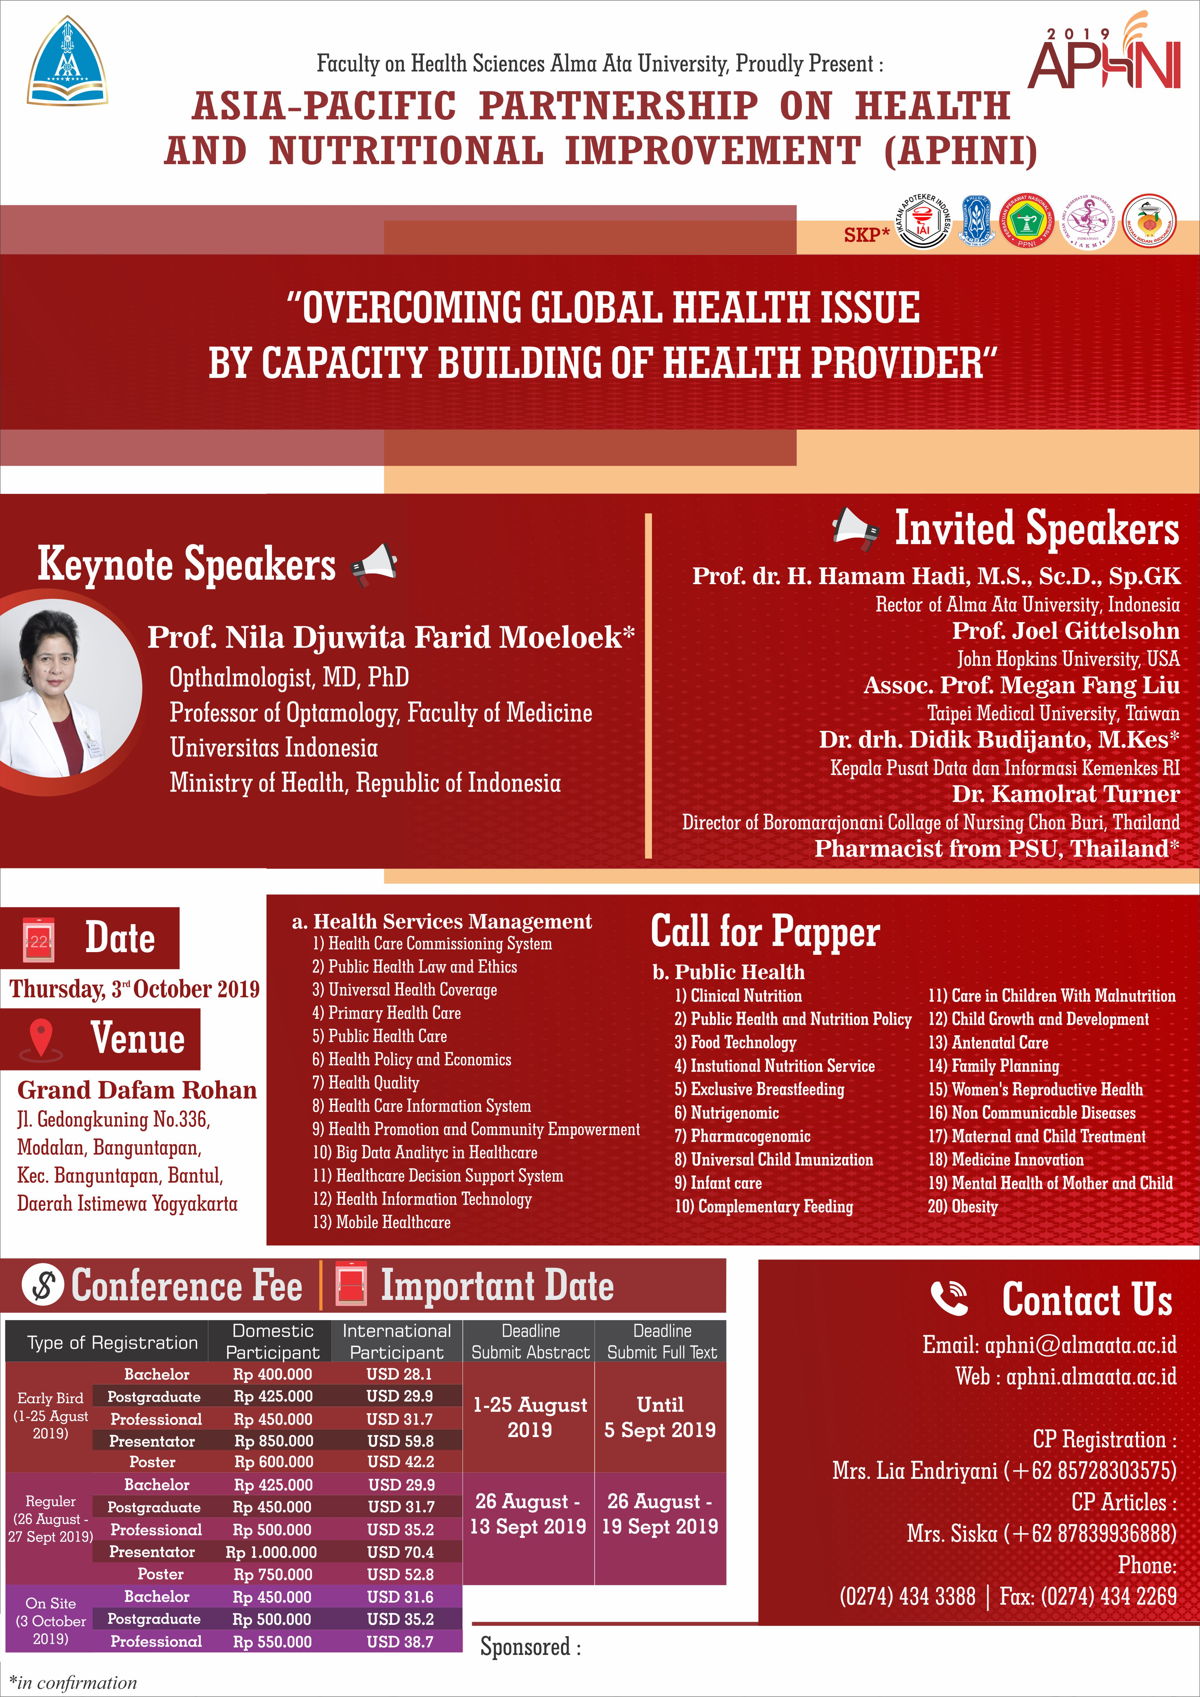 2019
APHNI
Faculty on Health Sciences Alma Ata University, Proudly Present :
ASIA-PACIFIC PARTNERSHIP ON HEALTH
AND NUTRITIONAL IMPROVEMENT (APHNI)
SKP*
IKATAN APOTEKER INDONESIA
IAI
PERSATUAN PERAWAT NASIONAL INDONESIA
PPNI
IAKMI
IKATAN BIDAN INDONESIA
“OVERCOMING GLOBAL HEALTH ISSUE
BY CAPACITY BUILDING OF HEALTH PROVIDER“
Keynote Speakers
Prof. Nila Djuwita Farid Moeloek*
Opthalmologist, MD, PhD
Professor of Optamology, Faculty of Medicine
Universitas Indonesia
Ministry of Health, Republic of Indonesia
Invited Speakers
Prof. dr. H. Hamam Hadi, M.S., Sc.D., Sp.GK
Rector of Alma Ata University, Indonesia
Prof. Joel Gittelsohn
John Hopkins University, USA
Assoc. Prof. Megan Fang Liu
Taipei Medical University, Taiwan
Dr. drh. Didik Budijanto, M.Kes*
Kepala Pusat Data dan Informasi Kemenkes RI
Dr. Kamolrat Turner
Director of Boromarajonani Collage of Nursing Chon Buri, Thailand
Pharmacist from PSU, Thailand*
22
Date
Thursday, 3rd October 2019
Venue
Grand Dafam Rohan
Jl. Gedongkuning No.336,
Modalan, Banguntapan,
Kec. Banguntapan, Bantul,
Daerah Istimewa Yogyakarta
a. Health Services Management
1) Health Care Commissioning System
2) Public Health Law and Ethics
3) Universal Health Coverage
4) Primary Health Care
5) Public Health Care
6) Health Policy and Economics
7) Health Quality
8) Health Care Information System
9) Health Promotion and Community Empowerment
10) Big Data Analityc in Healthcare
11) Healthcare Decision Support System
12) Health Information Technology
13) Mobile Healthcare
Call for Papper
b. Public Health
1) Clinical Nutrition
2) Public Health and Nutrition Policy
3) Food Technology
4) Instutional Nutrition Service
5) Exclusive Breastfeeding
6) Nutrigenomic
7) Pharmacogenomic
8) Universal Child Imunization
9) Infant care
10) Complementary Feeding
11) Care in Children With Malnutrition
12) Child Growth and Development
13) Antenatal Care
14) Family Planning
15) Women's Reproductive Health
16) Non Communicable Diseases
17) Maternal and Child Treatment
18) Medicine Innovation
19) Mental Health of Mother and Child
20) Obesity
$ Conference Fee
Important Date
Type of Registration
Domestic Participant
International Participant
Deadline Submit Abstract
Deadline Submit Full Text
Early Bird
(1-25 Agust
2019)
Bachelor Rp 400.000 USD 28.1
Postgraduate Rp 425.000 USD 29.9
Professional Rp 450.000 USD 31.7
Presentator Rp 850.000 USD 59.8
Poster Rp 600.000 USD 42.2
1-25 August
2019
Until
5 Sept 2019
Reguler
(26 August -
27 Sept 2019)
Bachelor Rp 425.000 USD 29.9
Postgraduate Rp 450.000 USD 31.7
Professional Rp 500.000 USD 35.2
Presentator Rp 1.000.000 USD 70.4
Poster Rp 750.000 USD 52.8
26 August -
13 Sept 2019
26 August -
19 Sept 2019
On Site
(3 October
2019)
Bachelor Rp 450.000 USD 31.6
Postgraduate Rp 500.000 USD 35.2
Professional Rp 550.000 USD 38.7
*in confirmation
Sponsored :
Contact Us
Email: aphni@almaata.ac.id
Web : aphni.almaata.ac.id
CP Registration :
Mrs. Lia Endriyani (+62 85728303575)
CP Articles :
Mrs. Siska (+62 87839936888)
Phone:
(0274) 434 3388 | Fax: (0274) 434 2269